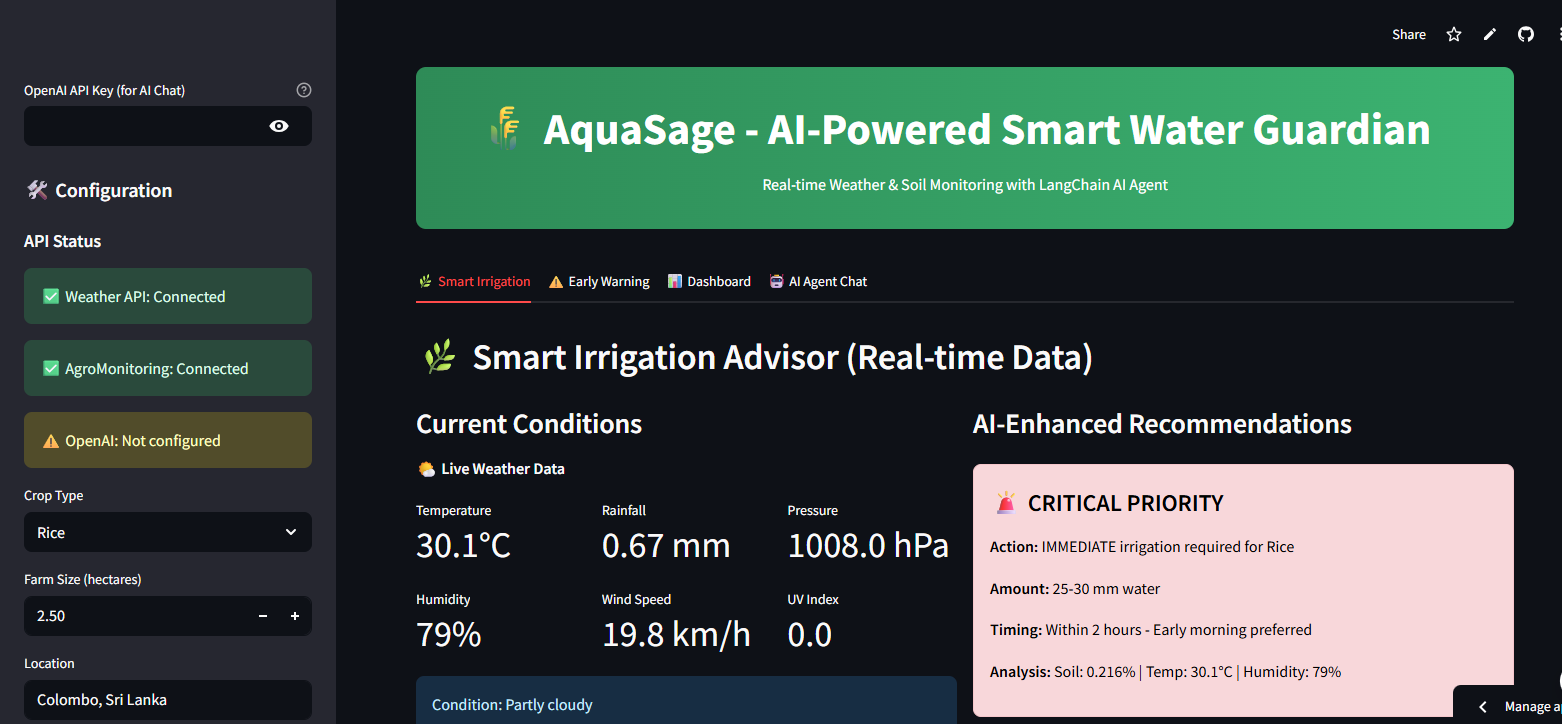 Share
OpenAI API Key (for AI Chat)
🛠️ Configuration
API Status
✅ Weather API: Connected
✅ AgroMonitoring: Connected
⚠️ OpenAI: Not configured
Crop Type
Rice
Farm Size (hectares)
2.50
Location
Colombo, Sri Lanka
🌾 AquaSage - AI-Powered Smart Water Guardian
Real-time Weather & Soil Monitoring with LangChain AI Agent
🌿 Smart Irrigation ⚠️ Early Warning 📊 Dashboard 🤖 AI Agent Chat
🌿 Smart Irrigation Advisor (Real-time Data)
Current Conditions
🌤️ Live Weather Data
Temperature Rainfall Pressure
30.1°C 0.67 mm 1008.0 hPa
Humidity Wind Speed UV Index
79% 19.8 km/h 0.0
Condition: Partly cloudy
AI-Enhanced Recommendations
🚨 CRITICAL PRIORITY
Action: IMMEDIATE irrigation required for Rice
Amount: 25-30 mm water
Timing: Within 2 hours - Early morning preferred
Analysis: Soil: 0.216% | Temp: 30.1°C | Humidity: 79%
Manage